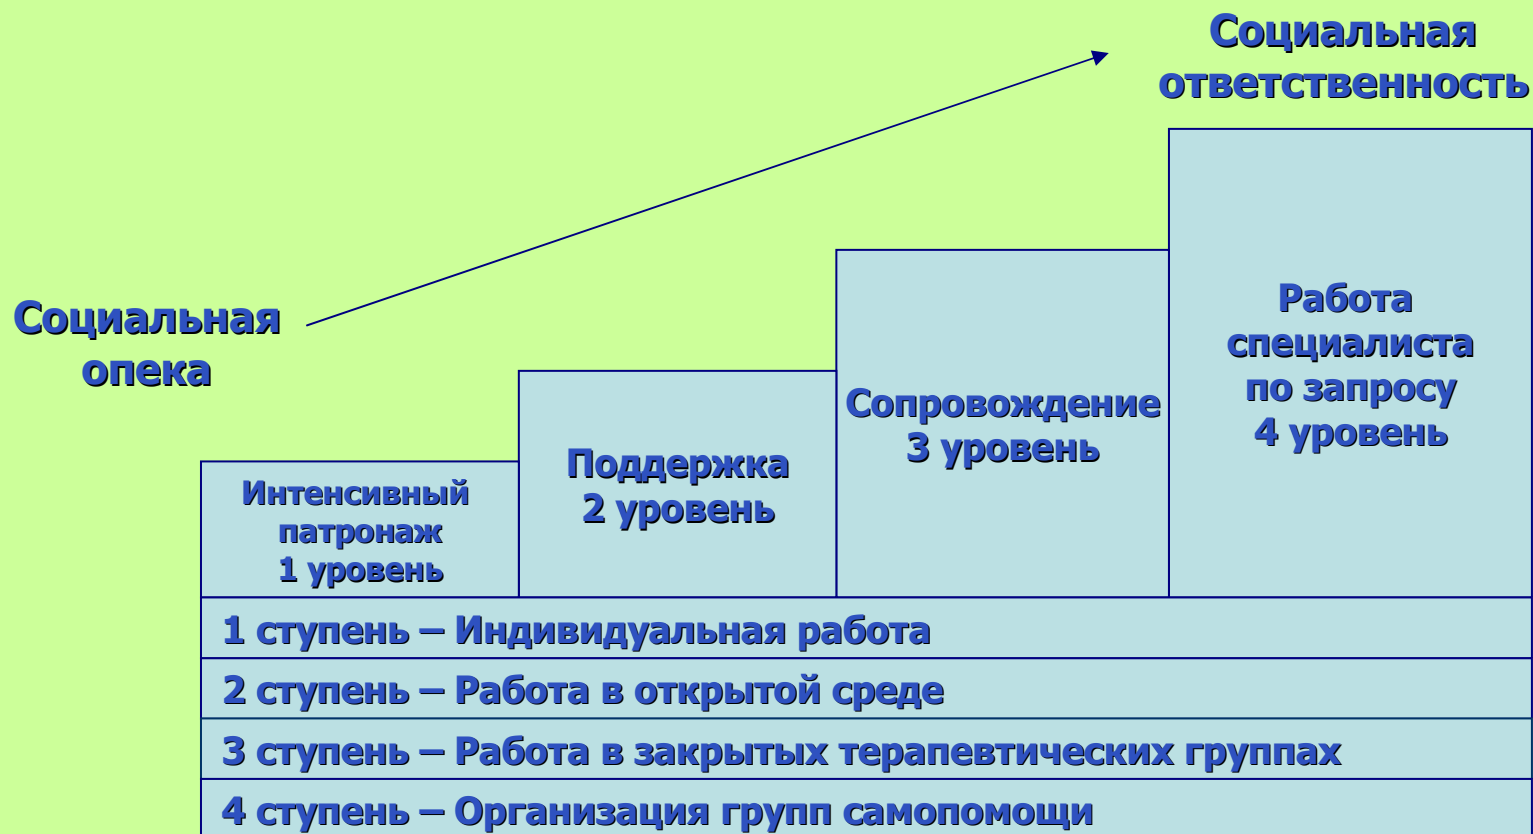 Социальная
ответственность
Социальная
опека
Работа
специалиста
по запросу
4 уровень
Сопровождение
3 уровень
Поддержка
2 уровень
Интенсивный
патронаж
1 уровень
1 ступень – Индивидуальная работа
2 ступень – Работа в открытой среде
3 ступень – Работа в закрытых терапевтических группах
4 ступень – Организация групп самопомощи